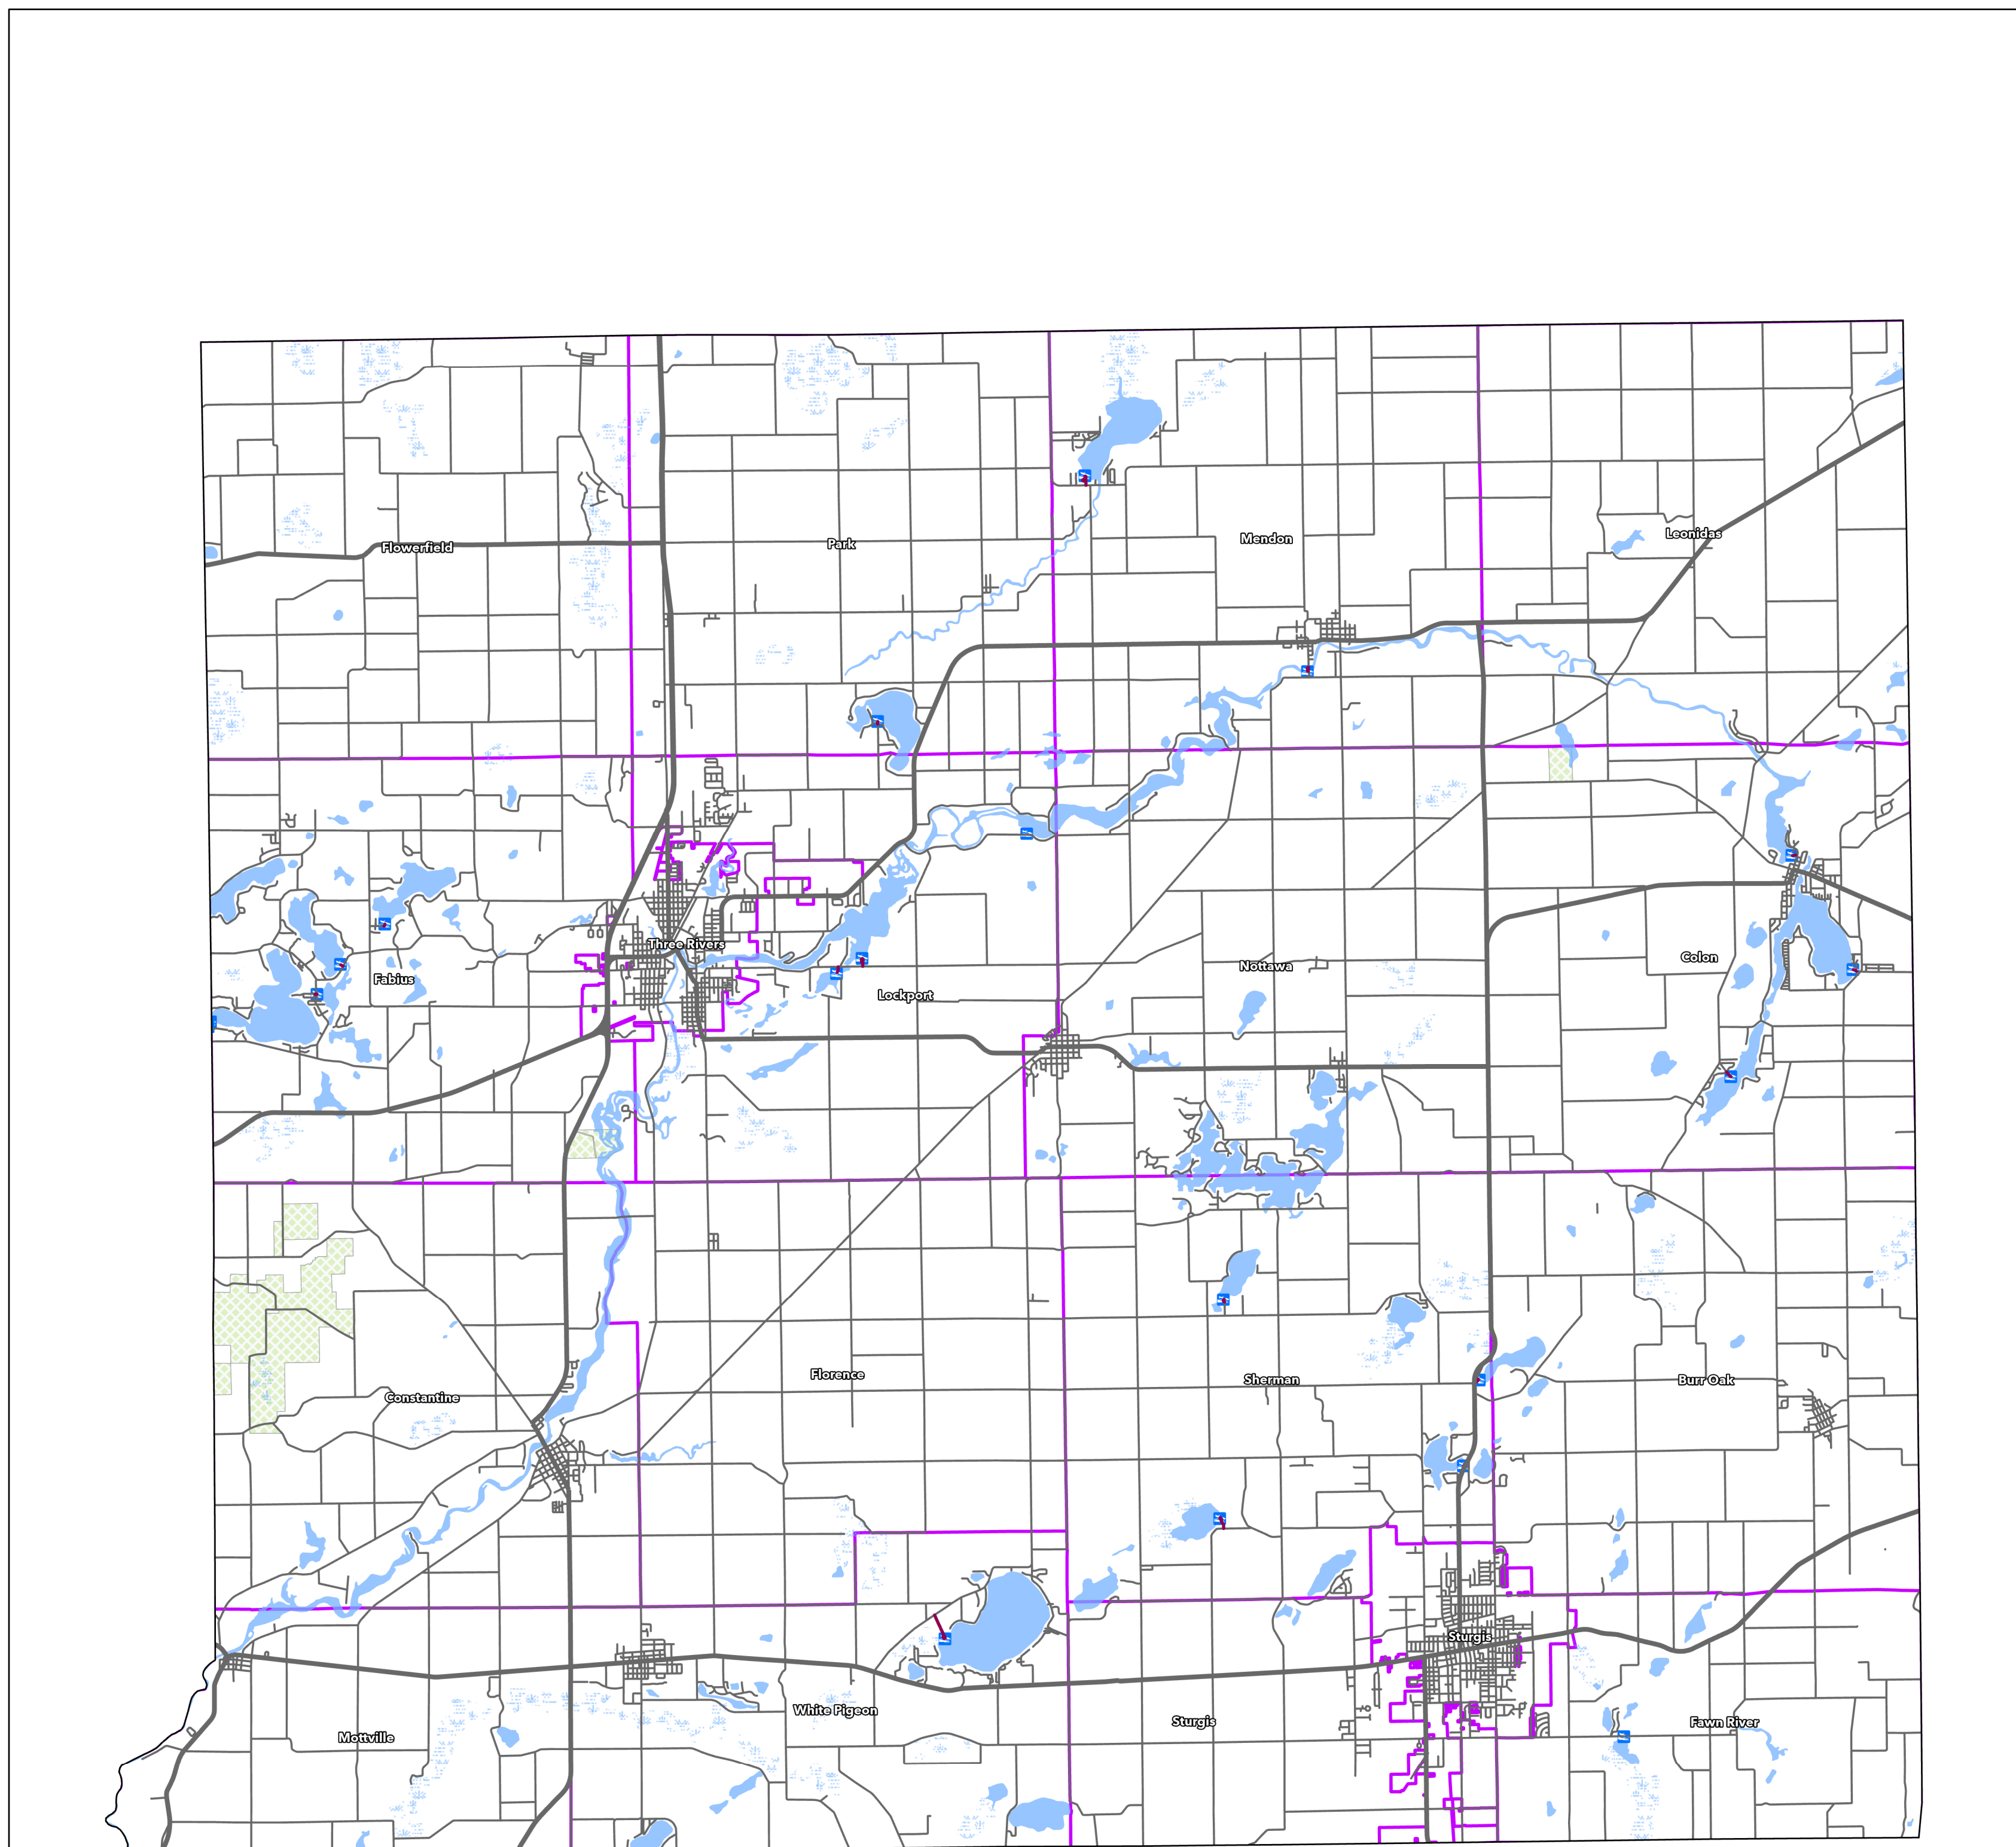 Flowerfield
Park
Mendon
Leonidas
Three Rivers
Fabius
Lockport
Nottawa
Colon
Constantine
Florence
Sherman
Burr Oak
Sturgis
Mottville
White Pigeon
Sturgis
Fawn River